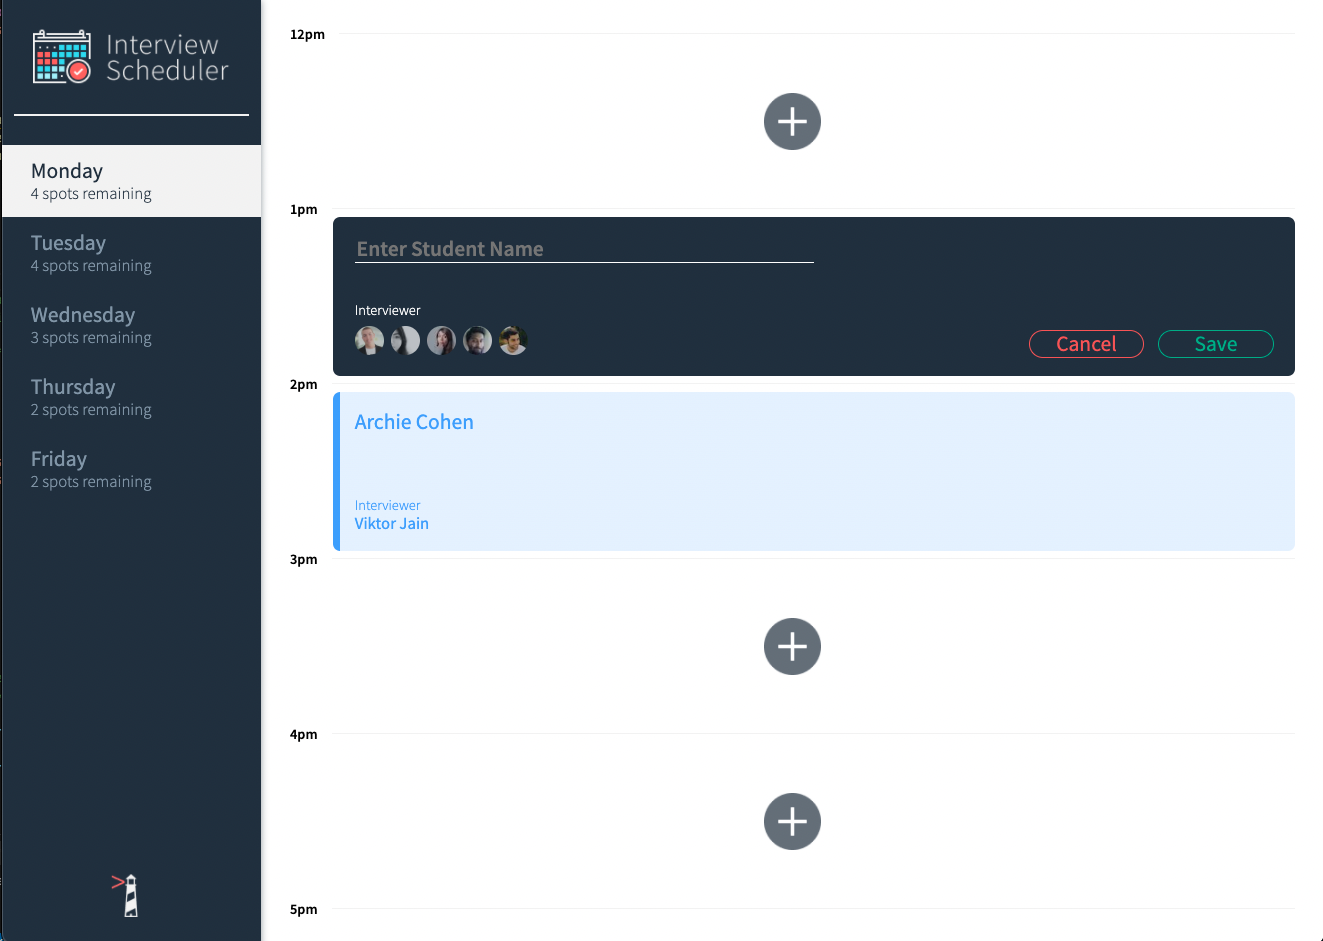 Interview
Scheduler
Monday
4 spots remaining
Tuesday
4 spots remaining
Wednesday
3 spots remaining
Thursday
2 spots remaining
Friday
2 spots remaining
12pm
1pm
Enter Student Name
Interviewer
Cancel
Save
2pm
Archie Cohen
Interviewer
Viktor Jain
3pm
4pm
5pm